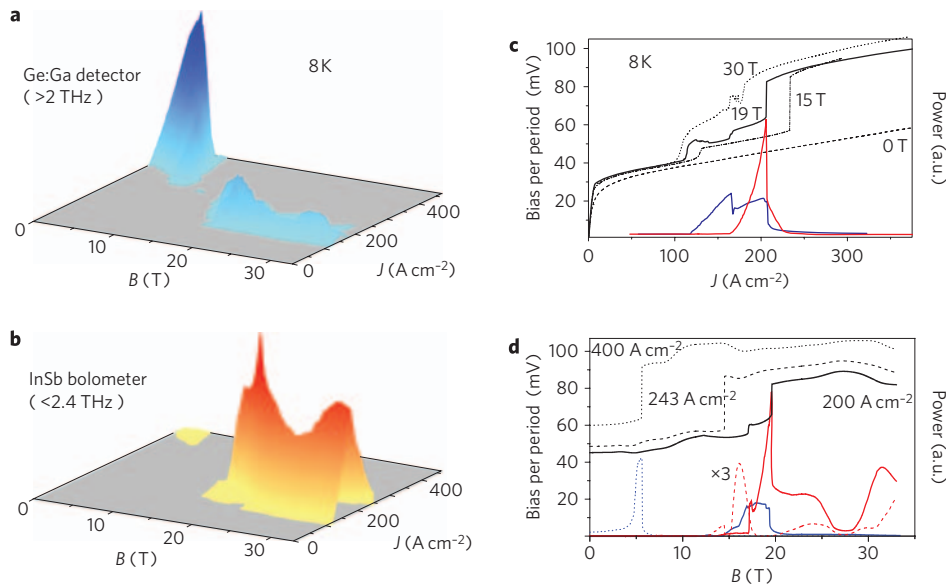 a
Ge:Ga detector
( >2 THz )
8 K
0
10
20
30
B (T)
0
200
400
J (A cm⁻²)
b
InSb bolometer
( <2.4 THz )
0
10
20
30
B (T)
0
200
400
J (A cm⁻²)
c
Bias per period (mV)
100
80
60
40
20
8 K
30 T
19 T
15 T
0 T
0
100
200
300
J (A cm⁻²)
Power (a.u.)
d
Bias per period (mV)
100
80
60
40
20
400 A cm⁻²
243 A cm⁻²
200 A cm⁻²
×3
0
10
20
30
B (T)
Power (a.u.)